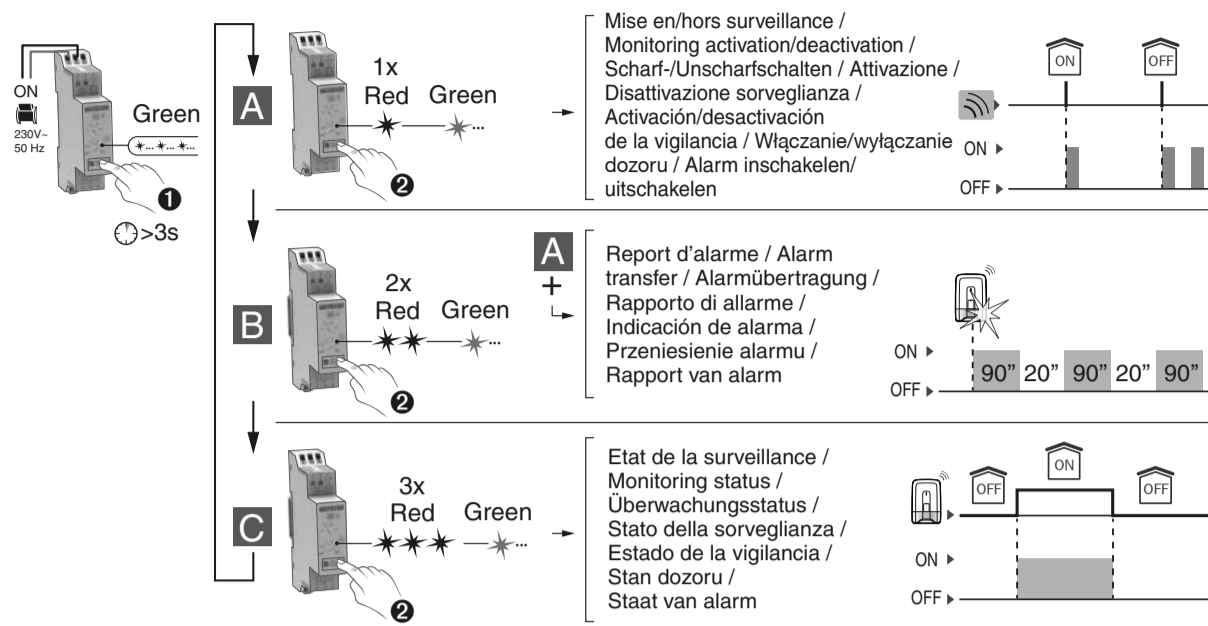 ON
230V~
50 Hz
Green
❶
>3s
A
1x
Red Green
...
❷
Mise en/hors surveillance /
Monitoring activation/deactivation /
Scharf-/Unscharfschalten / Attivazione /
Disattivazione sorveglianza /
Activación/desactivación
de la vigilancia / Włączanie/wyłączanie
dozoru / Alarm inschakelen/
uitschakelen
ON OFF
ON
OFF
B
2x
Red Green
...
❷
A
+
Report d’alarme / Alarm
transfer / Alarmübertragung /
Rapporto di allarme /
Indicación de alarma /
Przeniesienie alarmu /
Rapport van alarm
ON
OFF
90” 20” 90” 20” 90”
C
3x
Red Green
...
❷
Etat de la surveillance /
Monitoring status /
Überwachungsstatus /
Stato della sorveglianza /
Estado de la vigilancia /
Stan dozoru /
Staat van alarm
OFF ON OFF
ON
OFF